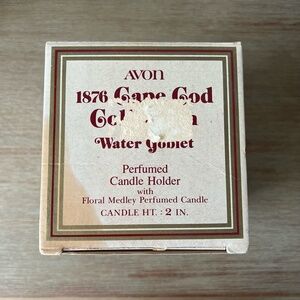 AVON
1876 Cape Cod
Water Goblet
Perfumed
Candle Holder
with
Floral Medley Perfumed Candle
CANDLE HT. : 2 IN.